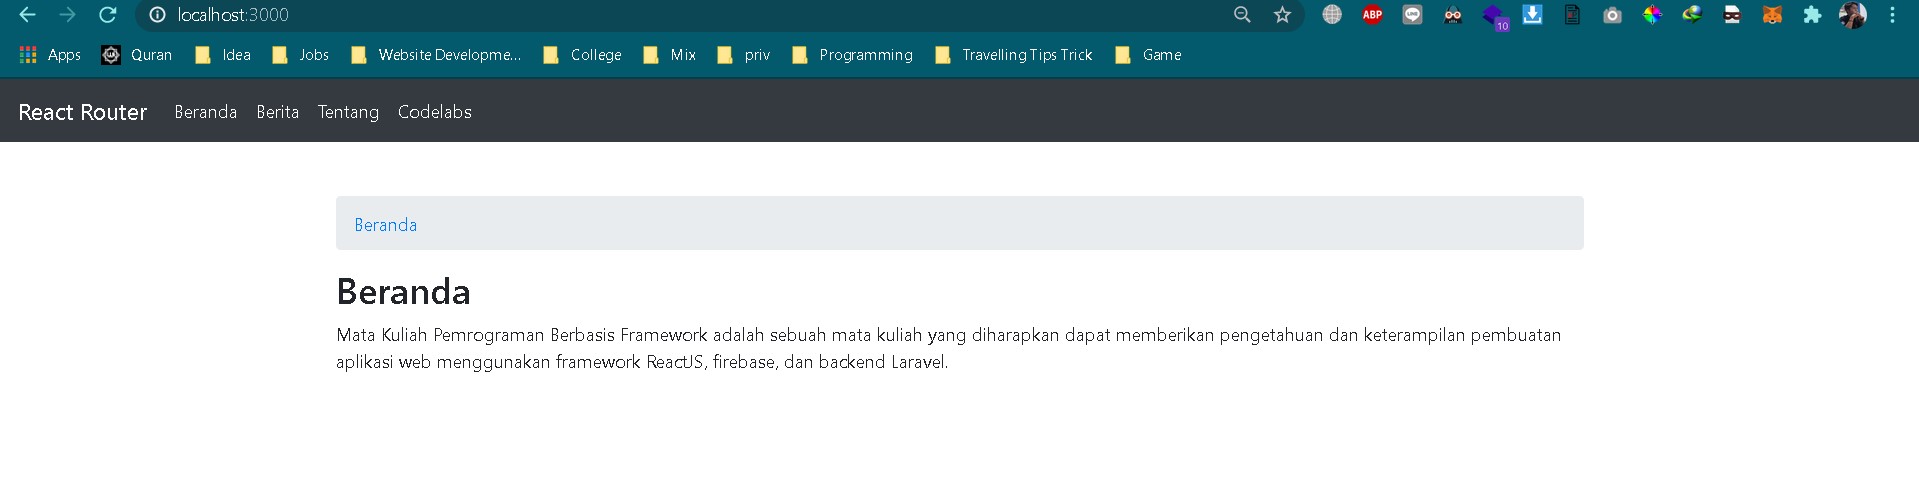 localhost:3000
ABP
10
Apps Quran Idea Jobs Website Developme... College Mix priv Programming Travelling Tips Trick Game
React Router Beranda Berita Tentang Codelabs
Beranda
Beranda
Mata Kuliah Pemrograman Berbasis Framework adalah sebuah mata kuliah yang diharapkan dapat memberikan pengetahuan dan keterampilan pembuatan
aplikasi web menggunakan framework ReactJS, firebase, dan backend Laravel.